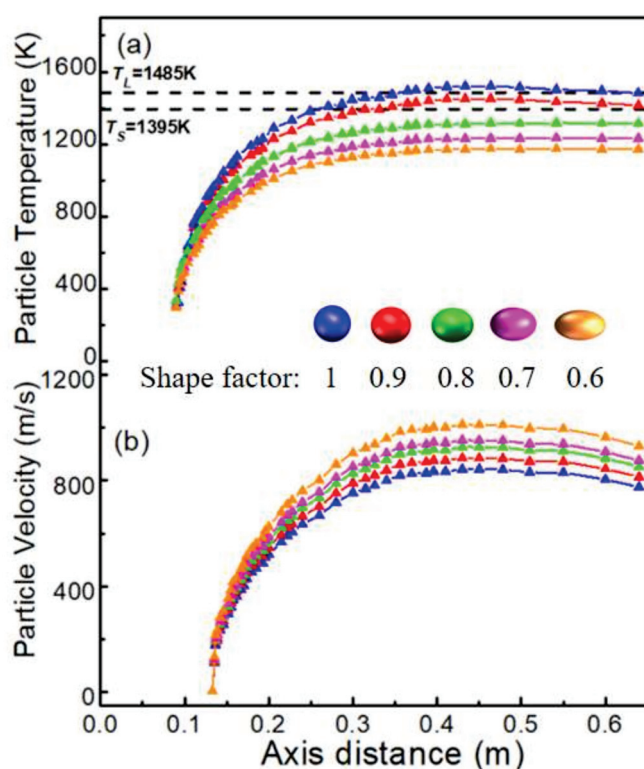 (a)
Particle Temperature (K)
1600
1200
800
400
0
T_L=1485K
T_S=1395K
Shape factor: 1 0.9 0.8 0.7 0.6
(b)
Particle Velocity (m/s)
1200
800
400
0
0.0 0.1 0.2 0.3 0.4 0.5 0.6
Axis distance (m)